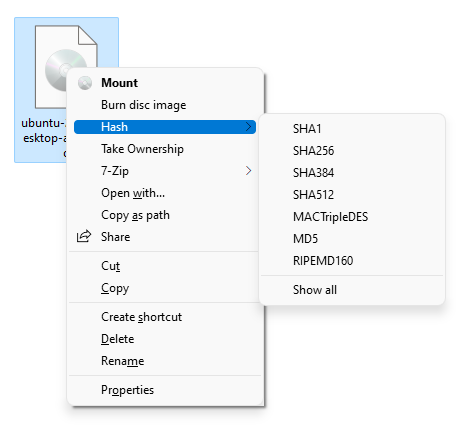 ubuntu-
esktop-a
Mount
Burn disc image
Hash
Take Ownership
7-Zip
Open with...
Copy as path
Share
Cut
Copy
Create shortcut
Delete
Rename
Properties
SHA1
SHA256
SHA384
SHA512
MACTripleDES
MD5
RIPEMD160
Show all